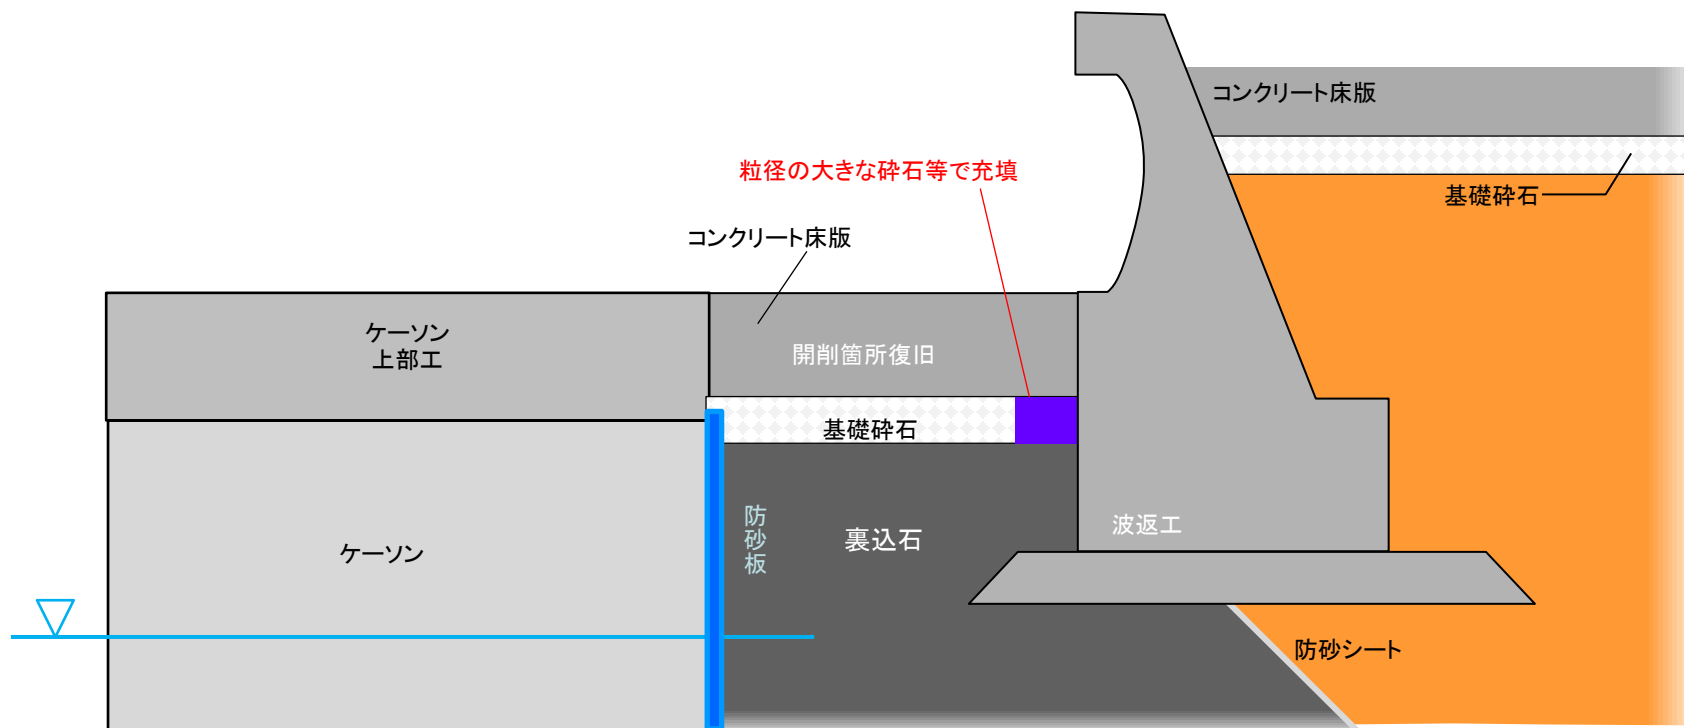 コンクリート床版
粒径の大きな砕石等で充填
基礎砕石
コンクリート床版
ケーソン
上部工
開削箇所復旧
基礎砕石
防砂板
裏込石
波返工
ケーソン
防砂シート